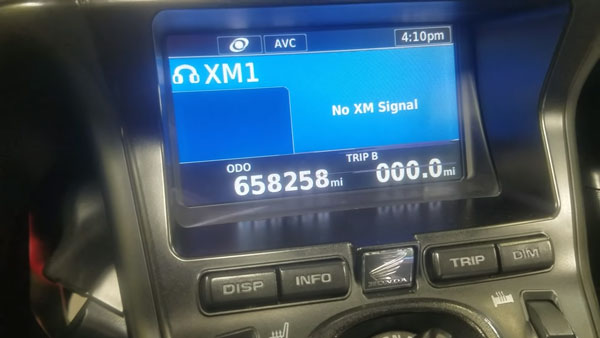 AVC
4:10pm
XM1
No XM Signal
ODO
TRIP B
658258mi
000.0mi
DISP
INFO
HONDA
TRIP
DIM